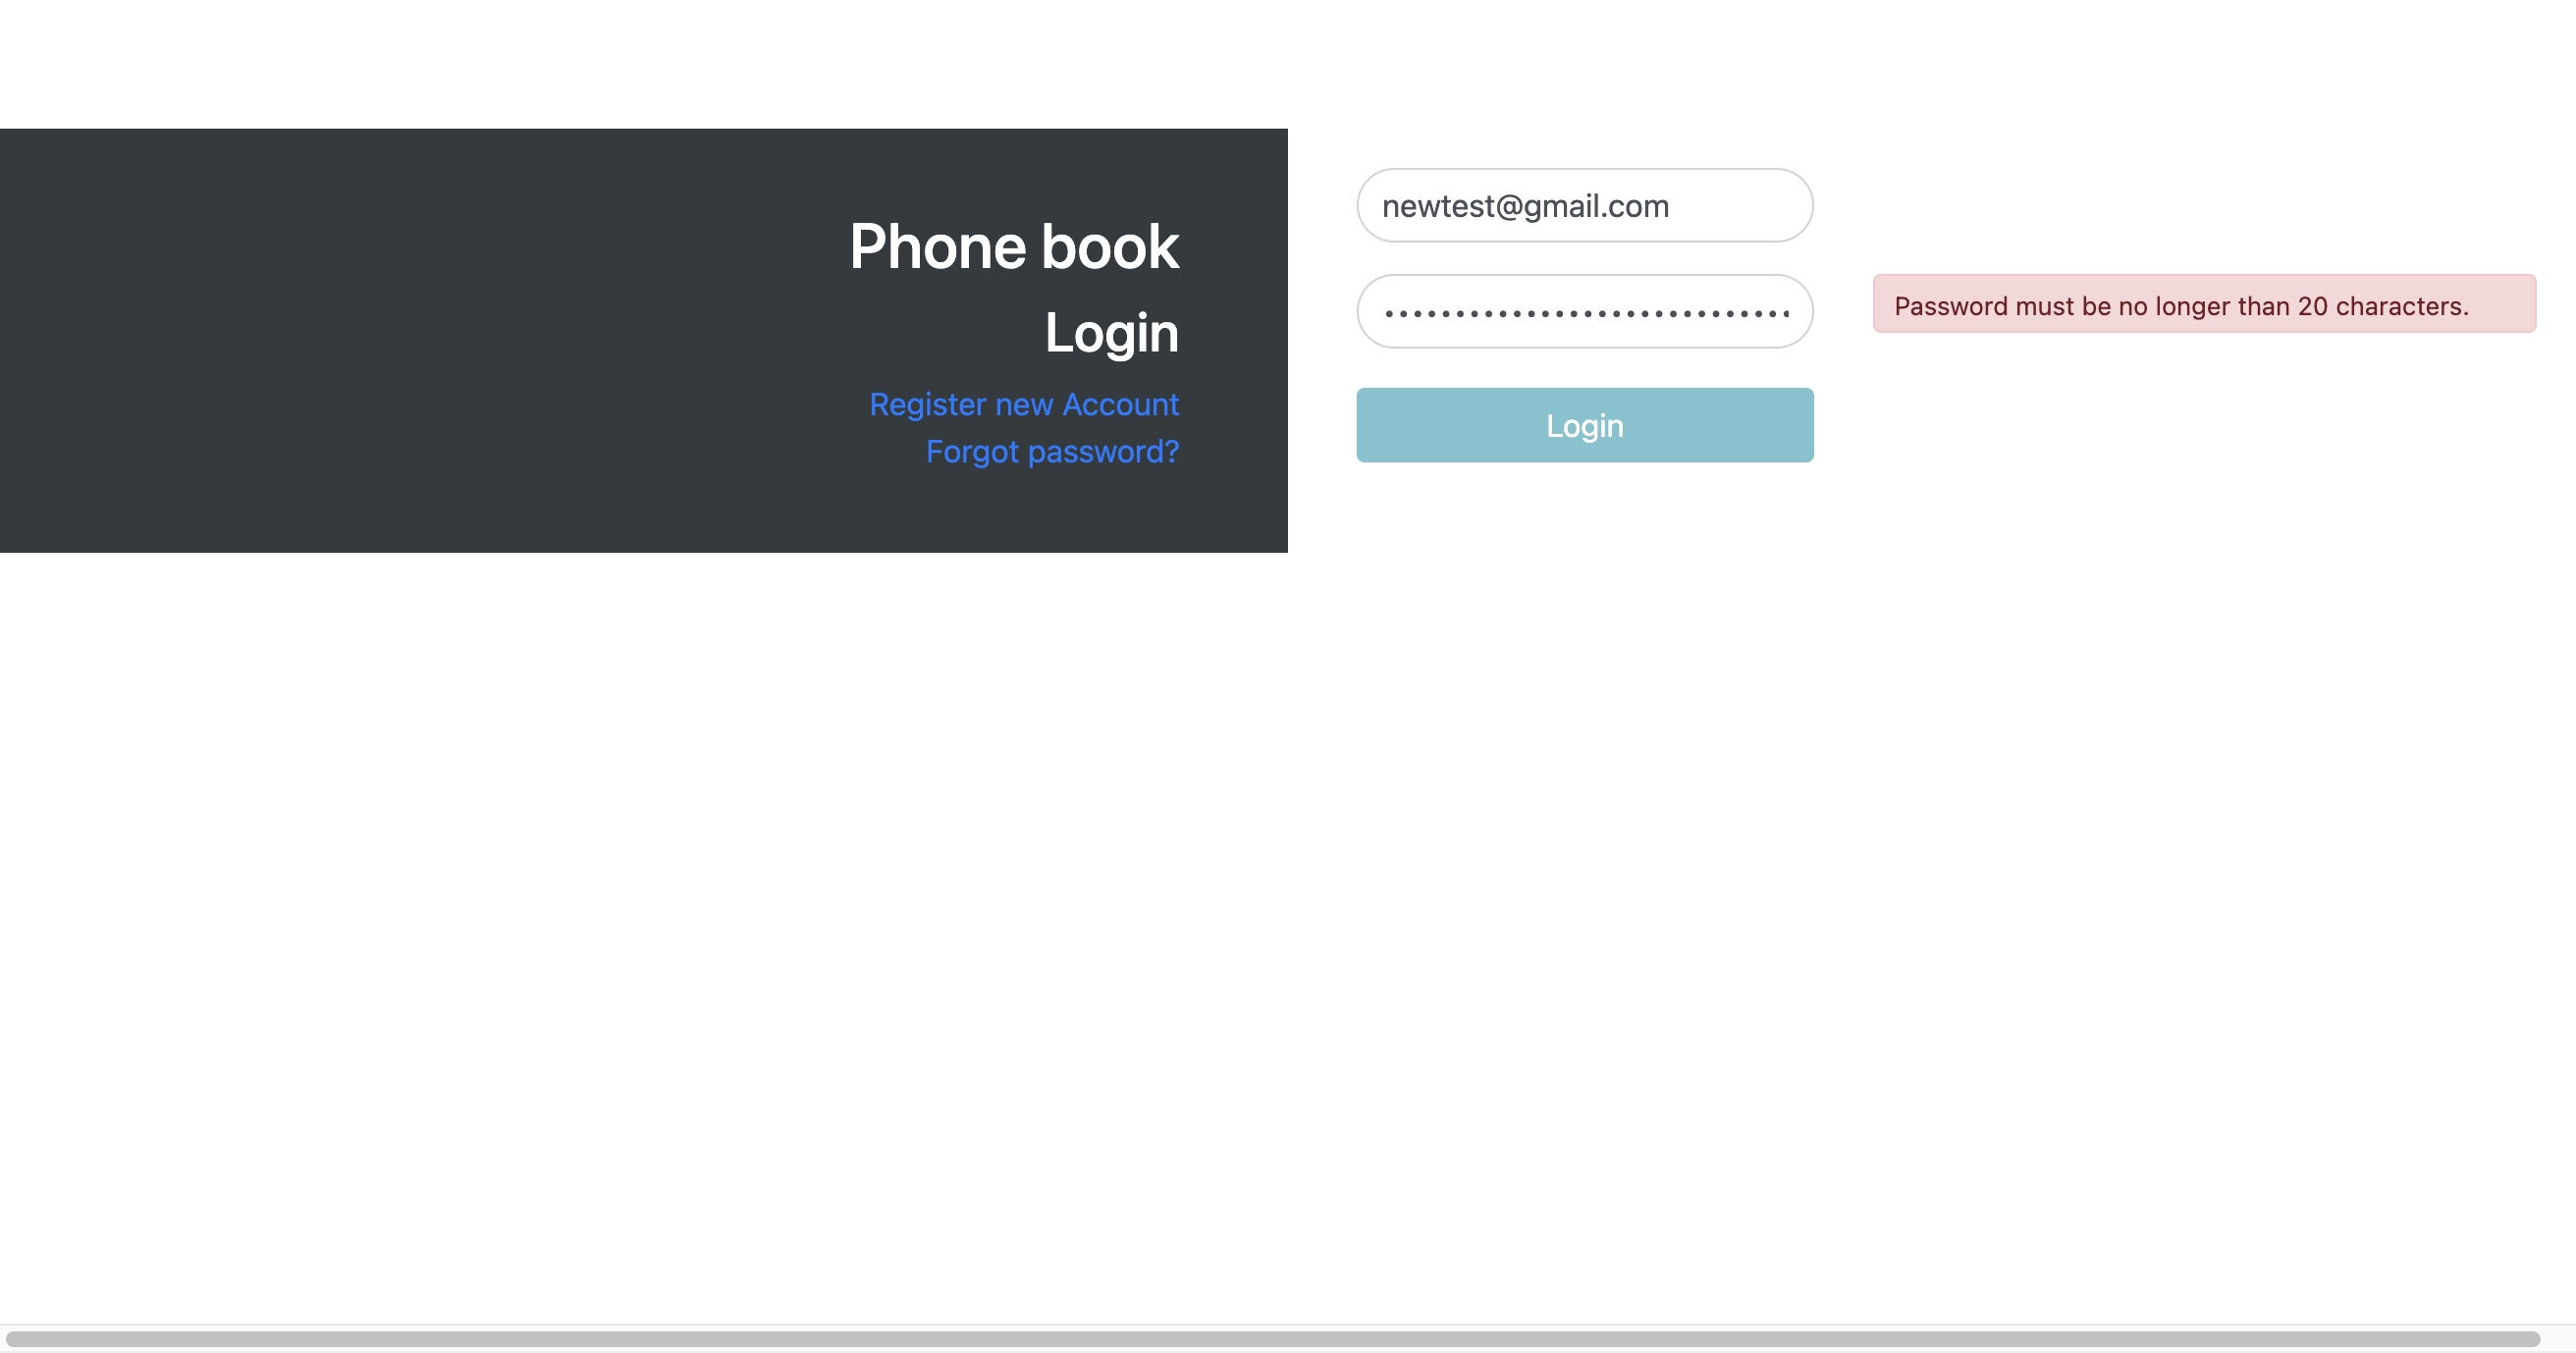 Phone book
Login
Register new Account
Forgot password?
newtest@gmail.com
Password must be no longer than 20 characters.
Login